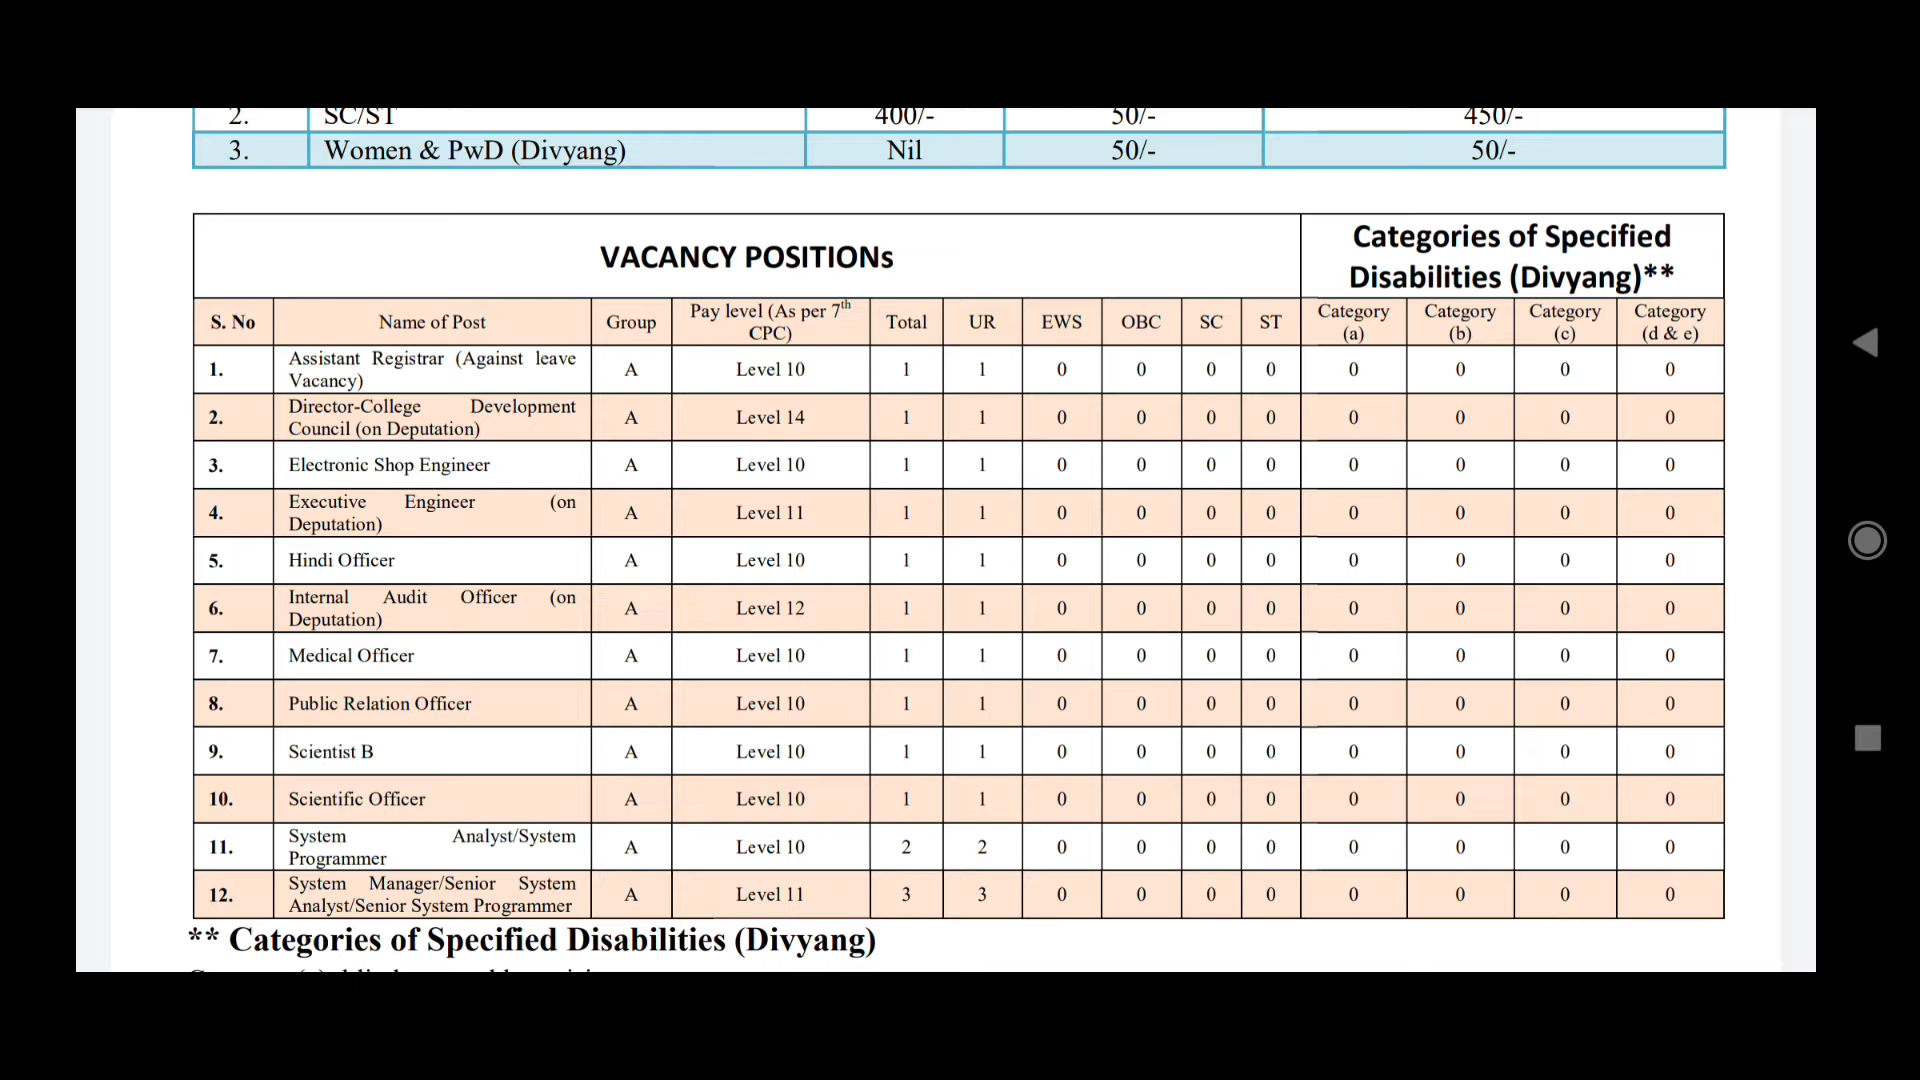 2. SC/ST 400/- 50/- 450/-
3. Women & PwD (Divyang) Nil 50/- 50/-
VACANCY POSITIONs
Categories of Specified
Disabilities (Divyang)**
S. No Name of Post Group Pay level (As per 7th CPC) Total UR EWS OBC SC ST Category (a) Category (b) Category (c) Category (d & e)
1. Assistant Registrar (Against leave Vacancy) A Level 10 1 1 0 0 0 0 0 0 0 0
2. Director-College Development Council (on Deputation) A Level 14 1 1 0 0 0 0 0 0 0 0
3. Electronic Shop Engineer A Level 10 1 1 0 0 0 0 0 0 0 0
4. Executive Engineer (on Deputation) A Level 11 1 1 0 0 0 0 0 0 0 0
5. Hindi Officer A Level 10 1 1 0 0 0 0 0 0 0 0
6. Internal Audit Officer (on Deputation) A Level 12 1 1 0 0 0 0 0 0 0 0
7. Medical Officer A Level 10 1 1 0 0 0 0 0 0 0 0
8. Public Relation Officer A Level 10 1 1 0 0 0 0 0 0 0 0
9. Scientist B A Level 10 1 1 0 0 0 0 0 0 0 0
10. Scientific Officer A Level 10 1 1 0 0 0 0 0 0 0 0
11. System Analyst/System Programmer A Level 10 2 2 0 0 0 0 0 0 0 0
12. System Manager/Senior System Analyst/Senior System Programmer A Level 11 3 3 0 0 0 0 0 0 0 0
** Categories of Specified Disabilities (Divyang)